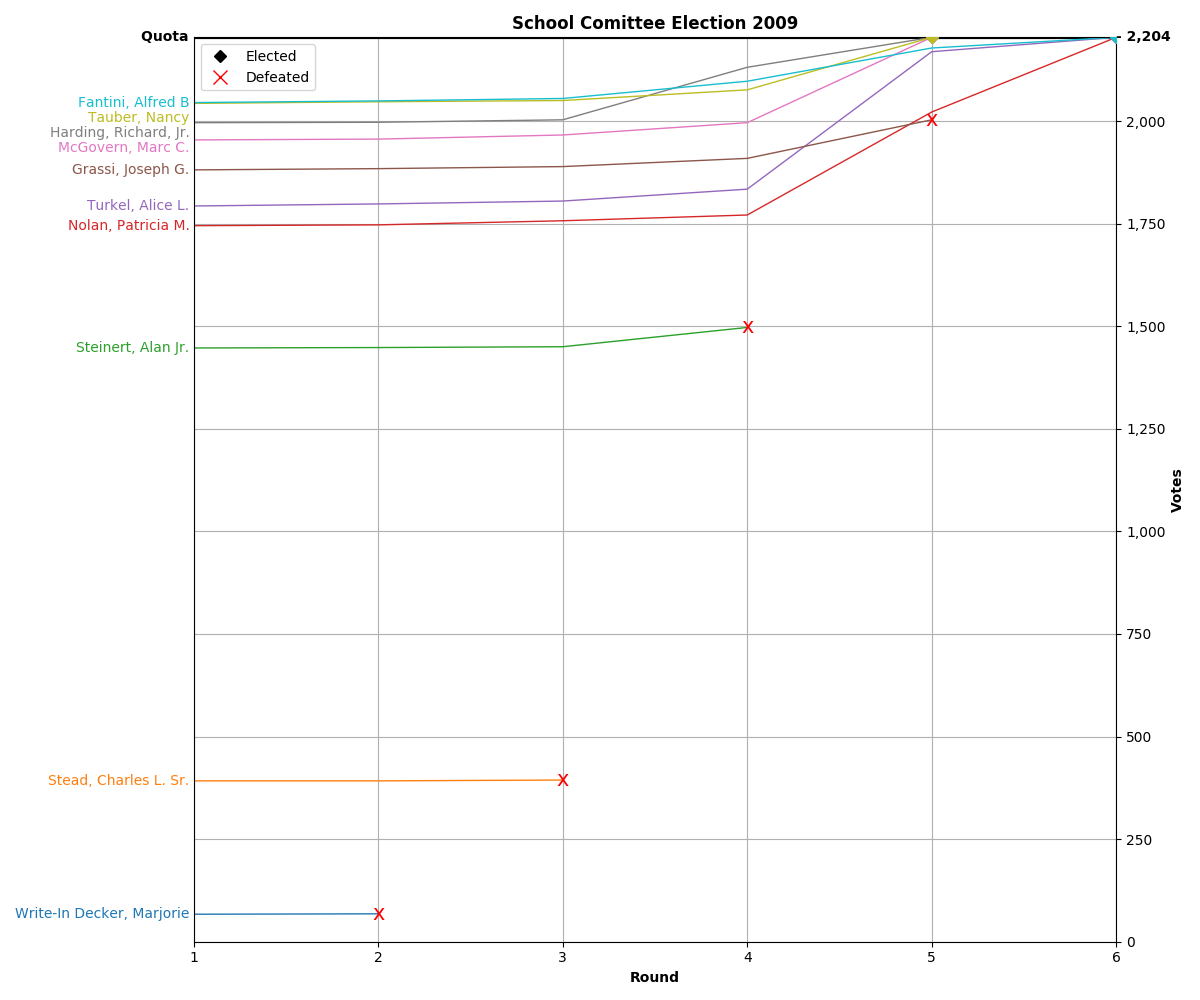 School Comittee Election 2009
Quota
2,204
Elected
Defeated
Fantini, Alfred B
Tauber, Nancy
Harding, Richard, Jr.
McGovern, Marc C.
Grassi, Joseph G.
Turkel, Alice L.
Nolan, Patricia M.
Steinert, Alan Jr.
Stead, Charles L. Sr.
Write-In Decker, Marjorie
2,000
1,750
1,500
1,250
1,000
750
500
250
0
Votes
1 2 3 4 5 6
Round